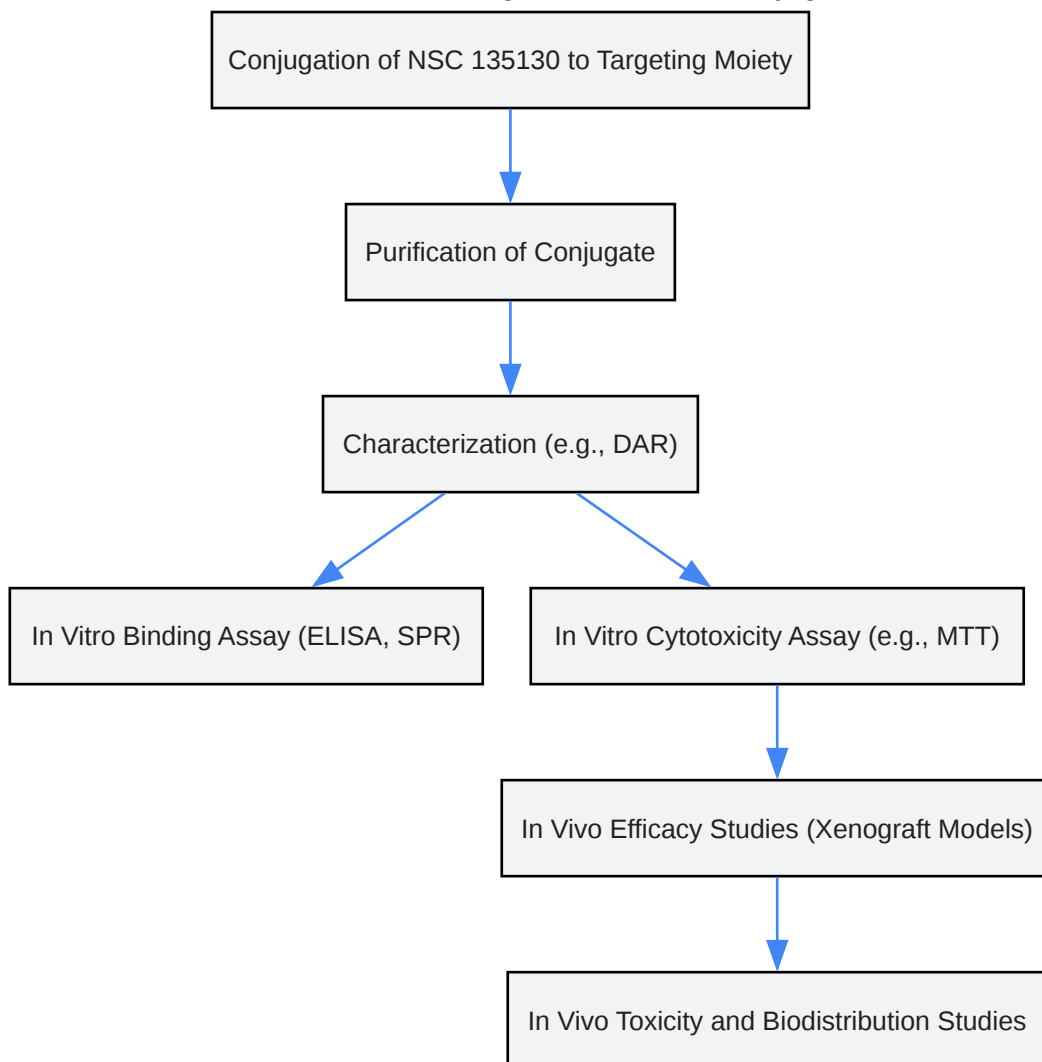 Conjugation of NSC 135130 to Targeting Moiety
Purification of Conjugate
Characterization (e.g., DAR)
In Vitro Binding Assay (ELISA, SPR)
In Vitro Cytotoxicity Assay (e.g., MTT)
In Vivo Efficacy Studies (Xenograft Models)
In Vivo Toxicity and Biodistribution Studies